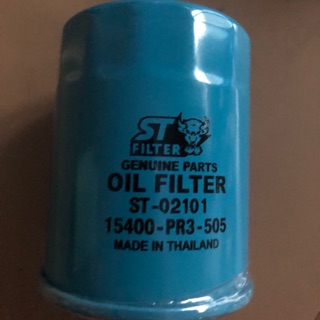 ST
FILTER
GENUINE PARTS
OIL FILTER
ST-02101
15400-PR3-505
MADE IN THAILAND